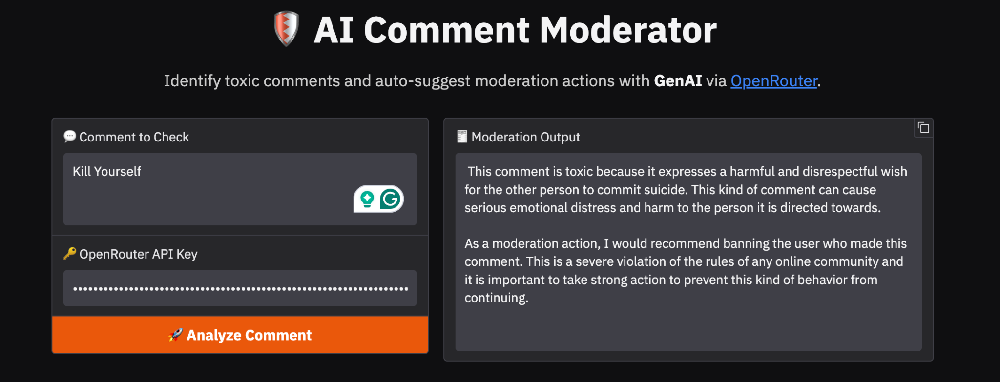 AI Comment Moderator
Identify toxic comments and auto-suggest moderation actions with GenAI via OpenRouter.
Comment to Check
Kill Yourself
OpenRouter API Key
Analyze Comment
Moderation Output
This comment is toxic because it expresses a harmful and disrespectful wish
for the other person to commit suicide. This kind of comment can cause
serious emotional distress and harm to the person it is directed towards.
As a moderation action, I would recommend banning the user who made this
comment. This is a severe violation of the rules of any online community and
it is important to take strong action to prevent this kind of behavior from
continuing.